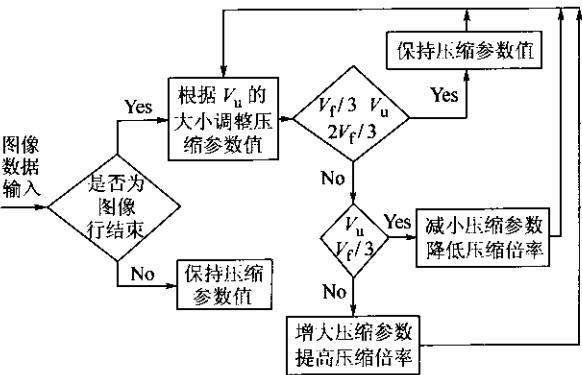 图像
数据
输入
是否为
图像
行结束
Yes
No
根据 Vu 的
大小调整压
缩参数值
保持压缩
参数值
Vf/3 Vu
2Vf/3
Yes
保持压缩参数值
No
Vu
Vf/3
Yes
减小压缩参数
降低压缩倍率
No
增大压缩参数
提高压缩倍率